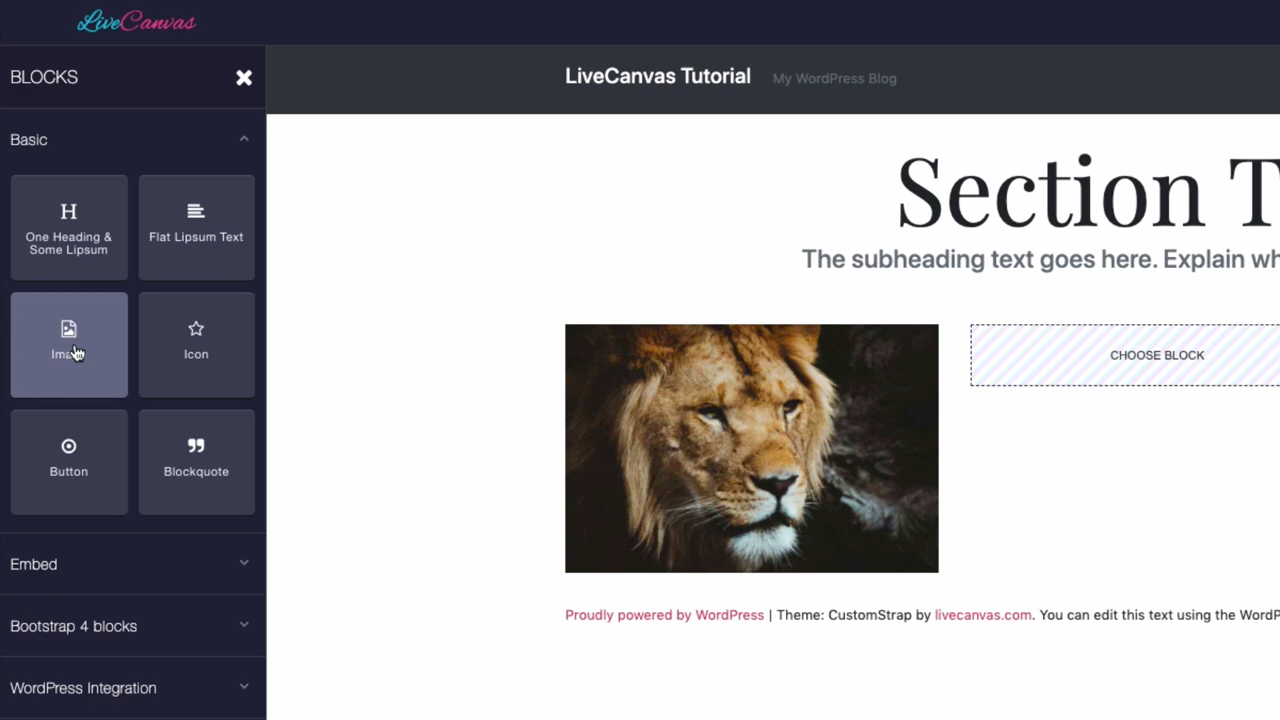 LiveCanvas
BLOCKS
LiveCanvas Tutorial My WordPress Blog
Basic
One Heading &
Some Lipsum
Flat Lipsum Text
Section T
The subheading text goes here. Explain wh
Icon
CHOOSE BLOCK
Button
Blockquote
Embed
Proudly powered by WordPress | Theme: CustomStrap by livecanvas.com. You can edit this text using the WordP
Bootstrap 4 blocks
WordPress Integration